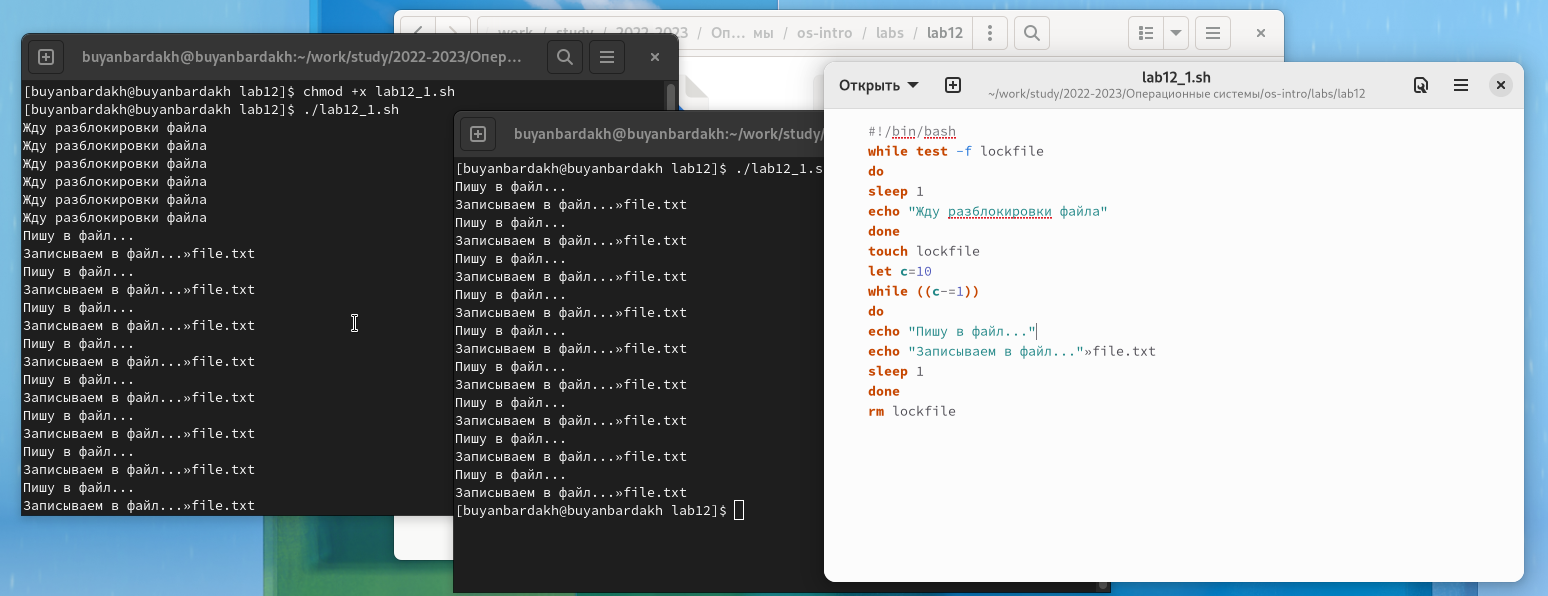 work / study / 2022-2023 / Оп... мы / os-intro / labs / lab12
buyanbardakh@buyanbardakh:~/work/study/2022-2023/Опер...
[buyanbardakh@buyanbardakh lab12]$ chmod +x lab12_1.sh
[buyanbardakh@buyanbardakh lab12]$ ./lab12_1.sh
Жду разблокировки файла
Жду разблокировки файла
Жду разблокировки файла
Жду разблокировки файла
Жду разблокировки файла
Жду разблокировки файла
Пишу в файл...
Записываем в файл...»file.txt
Пишу в файл...
Записываем в файл...»file.txt
Пишу в файл...
Записываем в файл...»file.txt
Пишу в файл...
Записываем в файл...»file.txt
Пишу в файл...
Записываем в файл...»file.txt
Пишу в файл...
Записываем в файл...»file.txt
Пишу в файл...
Записываем в файл...»file.txt
Пишу в файл...
Записываем в файл...»file.txt
buyanbardakh@buyanbardakh:~/work/study/
[buyanbardakh@buyanbardakh lab12]$ ./lab12_1.s
Пишу в файл...
Записываем в файл...»file.txt
Пишу в файл...
Записываем в файл...»file.txt
Пишу в файл...
Записываем в файл...»file.txt
Пишу в файл...
Записываем в файл...»file.txt
Пишу в файл...
Записываем в файл...»file.txt
Пишу в файл...
Записываем в файл...»file.txt
Пишу в файл...
Записываем в файл...»file.txt
Пишу в файл...
Записываем в файл...»file.txt
Пишу в файл...
Записываем в файл...»file.txt
[buyanbardakh@buyanbardakh lab12]$
Открыть
lab12_1.sh
~/work/study/2022-2023/Операционные системы/os-intro/labs/lab12
#!/bin/bash
while test -f lockfile
do
sleep 1
echo "Жду разблокировки файла"
done
touch lockfile
let c=10
while ((c-=1))
do
echo "Пишу в файл..."
echo "Записываем в файл..."»file.txt
sleep 1
done
rm lockfile